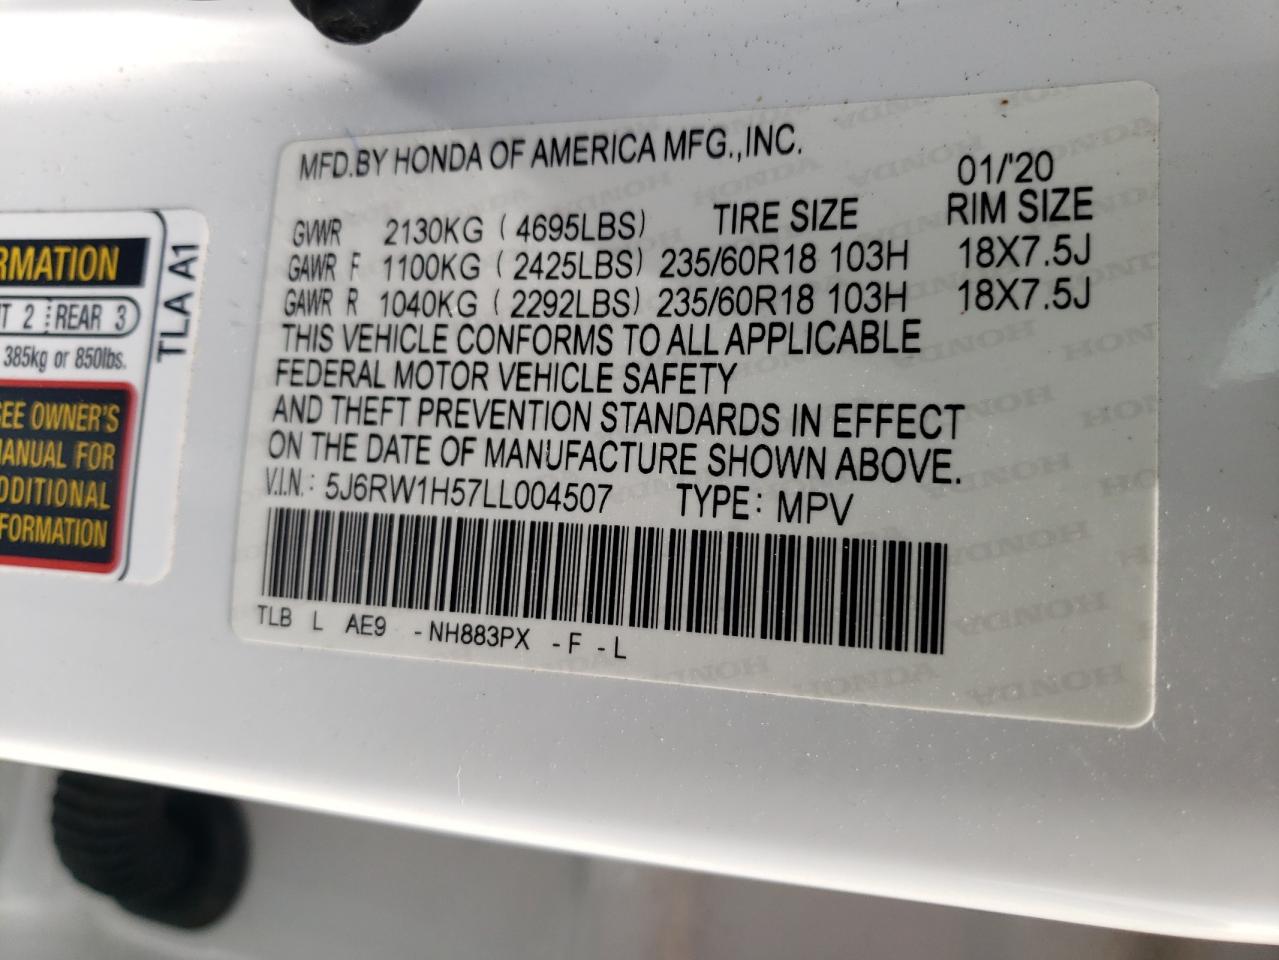 MFD.BY HONDA OF AMERICA MFG.,INC.
01/'20
GVWR 2130KG ( 4695LBS) TIRE SIZE RIM SIZE
GAWR F 1100KG ( 2425LBS) 235/60R18 103H 18X7.5J
GAWR R 1040KG ( 2292LBS) 235/60R18 103H 18X7.5J
THIS VEHICLE CONFORMS TO ALL APPLICABLE
FEDERAL MOTOR VEHICLE SAFETY
AND THEFT PREVENTION STANDARDS IN EFFECT
ON THE DATE OF MANUFACTURE SHOWN ABOVE.
V.I.N.: 5J6RW1H57LL004507 TYPE: MPV
TLB L AE9 -NH883PX -F -L
RMATION
T 2 REAR 3
385kg or 850lbs.
SEE OWNER'S
MANUAL FOR
DDITIONAL
FORMATION
TLA A1